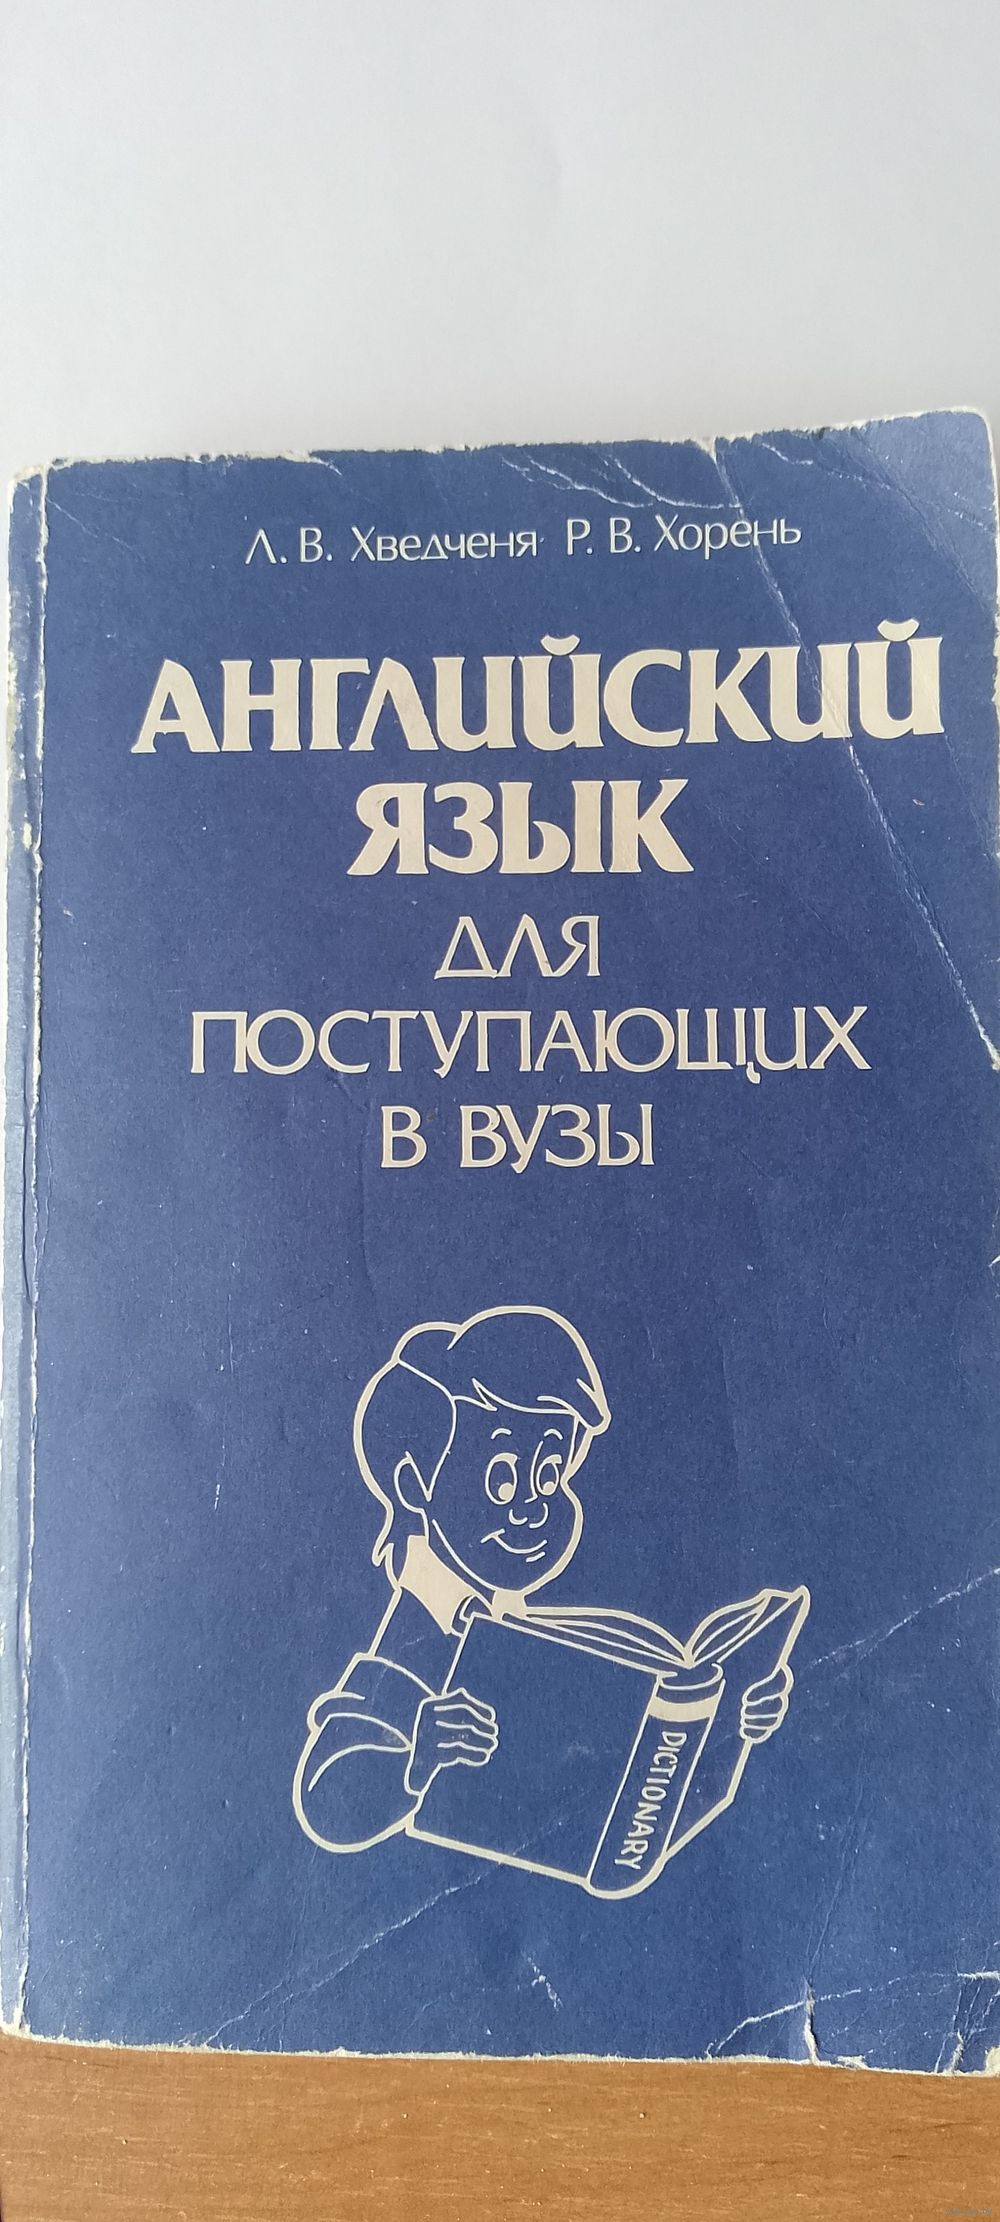 Л. В. Хведченя Р. В. Хорень
АНГЛИЙСКИЙ
ЯЗЫК
ДЛЯ
ПОСТУПАЮЩИХ
В ВУЗЫ
DICTIONARY